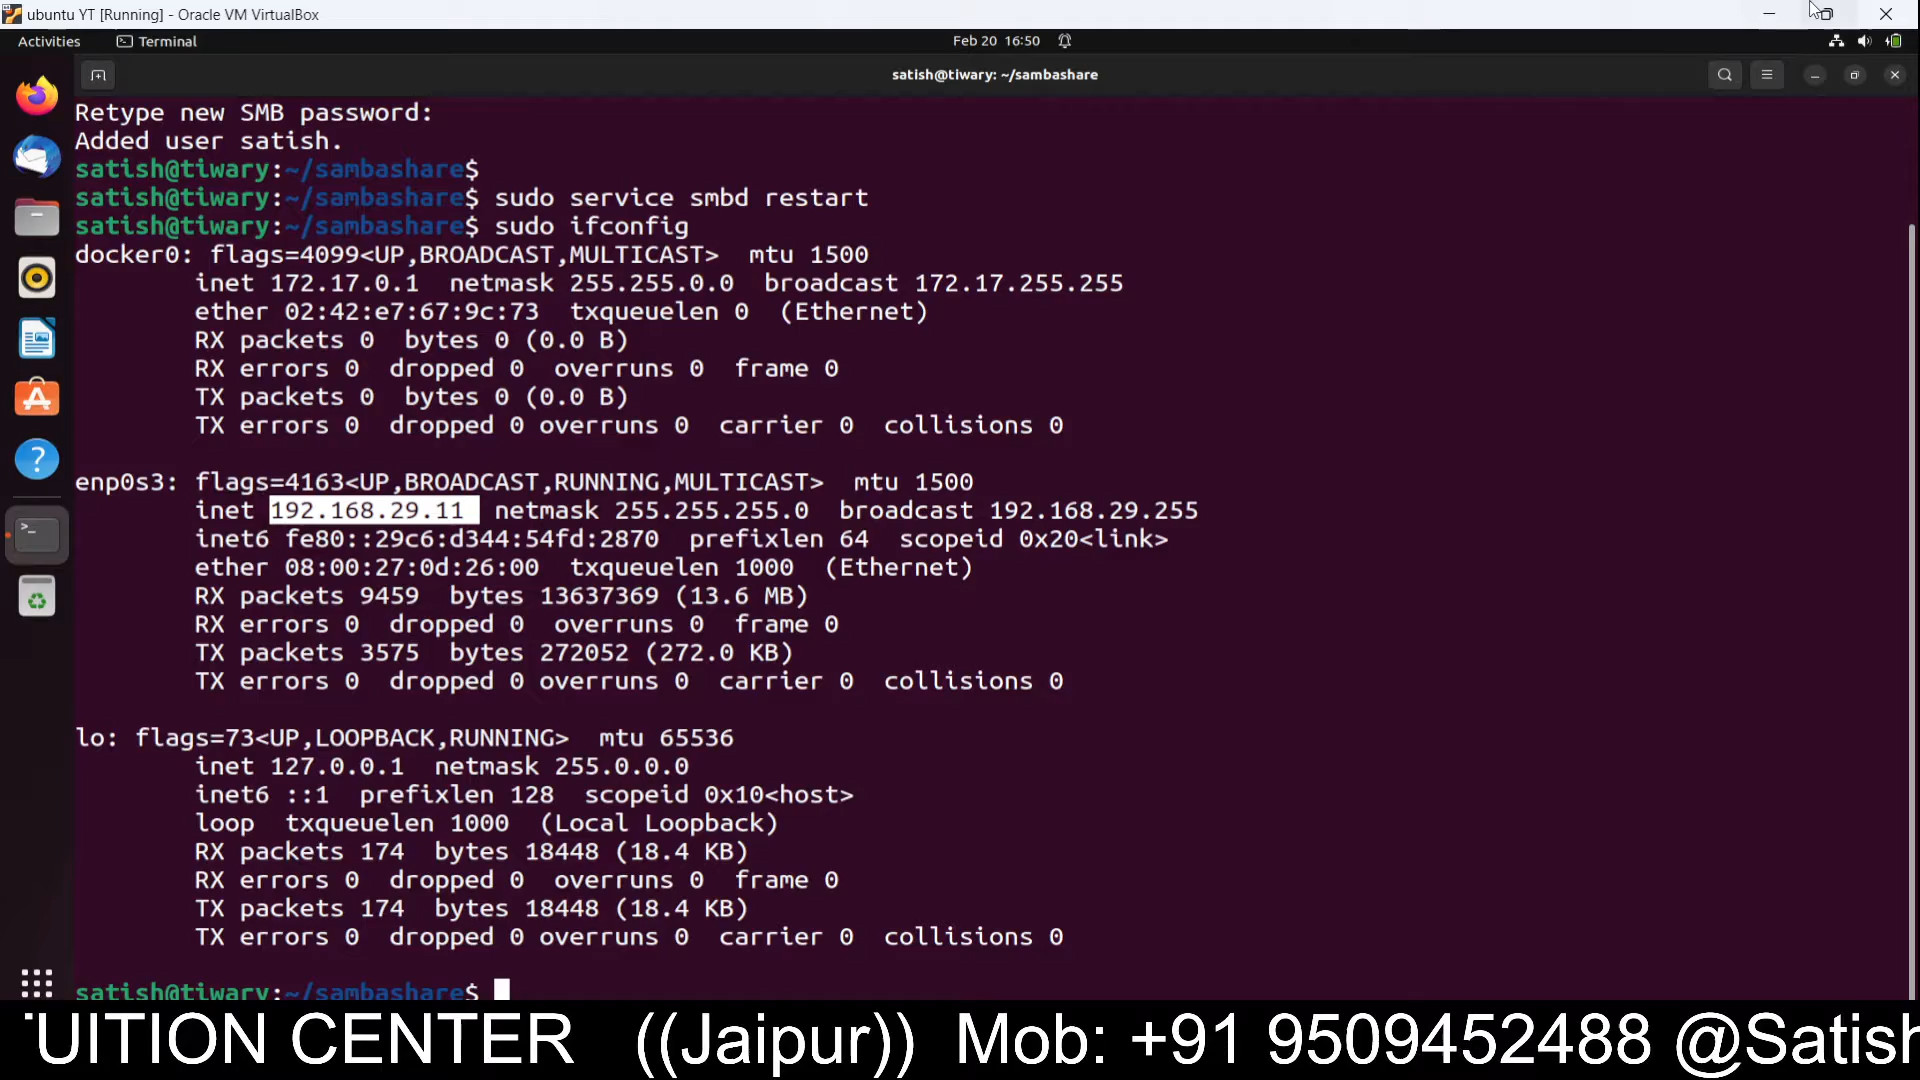 ubuntu YT [Running] - Oracle VM VirtualBox
Activities Terminal Feb 20 16:50
satish@tiwary: ~/sambashare
Retype new SMB password:
Added user satish.
satish@tiwary:~/sambashare$
satish@tiwary:~/sambashare$ sudo service smbd restart
satish@tiwary:~/sambashare$ sudo ifconfig
docker0: flags=4099<UP,BROADCAST,MULTICAST>  mtu 1500
        inet 172.17.0.1  netmask 255.255.0.0  broadcast 172.17.255.255
        ether 02:42:e7:67:9c:73  txqueuelen 0  (Ethernet)
        RX packets 0  bytes 0 (0.0 B)
        RX errors 0  dropped 0  overruns 0  frame 0
        TX packets 0  bytes 0 (0.0 B)
        TX errors 0  dropped 0 overruns 0  carrier 0  collisions 0
enp0s3: flags=4163<UP,BROADCAST,RUNNING,MULTICAST>  mtu 1500
        inet 192.168.29.11  netmask 255.255.255.0  broadcast 192.168.29.255
        inet6 fe80::29c6:d344:54fd:2870  prefixlen 64  scopeid 0x20<link>
        ether 08:00:27:0d:26:00  txqueuelen 1000  (Ethernet)
        RX packets 9459  bytes 13637369 (13.6 MB)
        RX errors 0  dropped 0  overruns 0  frame 0
        TX packets 3575  bytes 272052 (272.0 KB)
        TX errors 0  dropped 0 overruns 0  carrier 0  collisions 0
lo: flags=73<UP,LOOPBACK,RUNNING>  mtu 65536
        inet 127.0.0.1  netmask 255.0.0.0
        inet6 ::1  prefixlen 128  scopeid 0x10<host>
        loop  txqueuelen 1000  (Local Loopback)
        RX packets 174  bytes 18448 (18.4 KB)
        RX errors 0  dropped 0  overruns 0  frame 0
        TX packets 174  bytes 18448 (18.4 KB)
        TX errors 0  dropped 0 overruns 0  carrier 0  collisions 0
satish@tiwary:~/sambashare$
UITION CENTER ((Jaipur)) Mob: +91 9509452488 @Satish